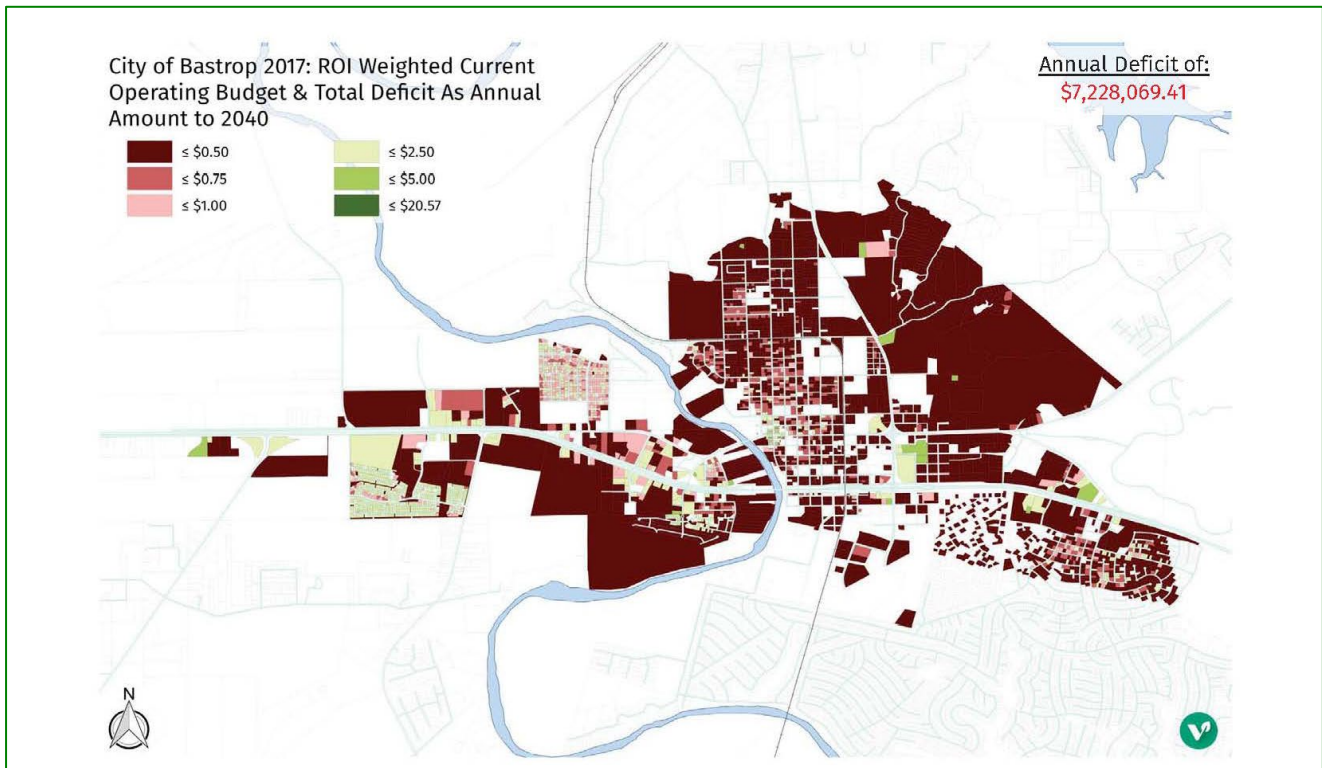 City of Bastrop 2017: ROI Weighted Current
Operating Budget & Total Deficit As Annual
Amount to 2040
≤ $0.50
≤ $0.75
≤ $1.00
≤ $2.50
≤ $5.00
≤ $20.57
Annual Deficit of:
$7,228,069.41
N